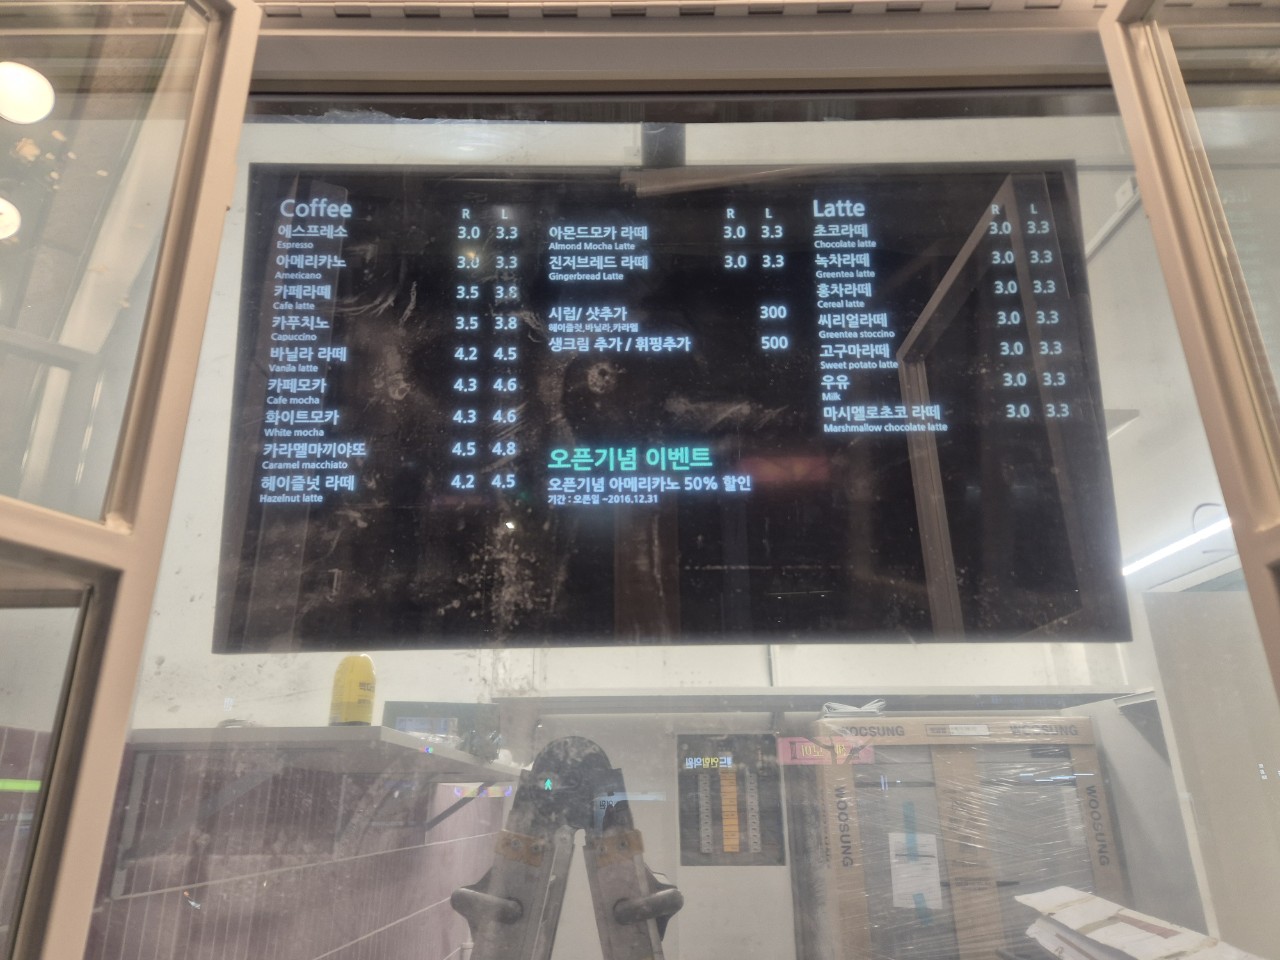 Coffee
R L
에스프레소 3.0 3.3
Espresso
아메리카노 3.0 3.3
Americano
카페라떼 3.5 3.8
Cafe latte
카푸치노 3.5 3.8
Capuccino
바닐라 라떼 4.2 4.5
Vanila latte
카페모카 4.3 4.6
Cafe mocha
화이트모카 4.3 4.6
White mocha
카라멜마끼야또 4.5 4.8
Caramel macchiato
헤이즐넛 라떼 4.2 4.5
Hazelnut latte
R L
아몬드모카 라떼 3.0 3.3
Almond Mocha Latte
진저브레드 라떼 3.0 3.3
Gingerbread Latte
시럽/ 샷추가 300
헤이즐럿,바닐라,카라멜
생크림 추가 / 휘핑추가 500
오픈기념 이벤트
오픈기념 아메리카노 50% 할인
기간 : 오픈일 ~2016.12.31
Latte
R L
초코라떼 3.0 3.3
Chocolate latte
녹차라떼 3.0 3.3
Greentea latte
홍차라떼 3.0 3.3
Cereal latte
씨리얼라떼 3.0 3.3
Greentea stoccino
고구마라떼 3.0 3.3
Sweet potato latte
우유 3.0 3.3
Milk
마시멜로초코 라떼 3.0 3.3
Marshmallow chocolate latte
WOOSUNG
WOOSUNG
WOOSUNG
WOOSUNG